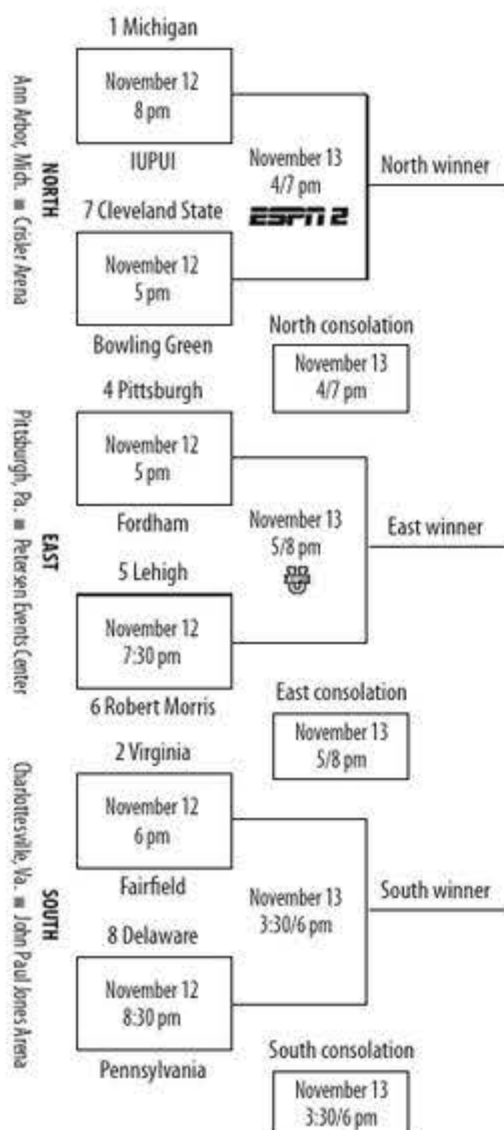 1 Michigan
November 12
8 pm
IUPUI
7 Cleveland State
November 12
5 pm
Bowling Green
November 13
4/7 pm
ESPN 2
North winner
North consolation
November 13
4/7 pm
NORTH
Ann Arbor, Mich. ■ Crisler Arena
4 Pittsburgh
November 12
5 pm
Fordham
5 Lehigh
November 12
7:30 pm
6 Robert Morris
November 13
5/8 pm
U
East winner
East consolation
November 13
5/8 pm
EAST
Pittsburgh, Pa. ■ Petersen Events Center
2 Virginia
November 12
6 pm
Fairfield
8 Delaware
November 12
8:30 pm
Pennsylvania
November 13
3:30/6 pm
South winner
South consolation
November 13
3:30/6 pm
SOUTH
Charlottesville, Va. ■ John Paul Jones Arena